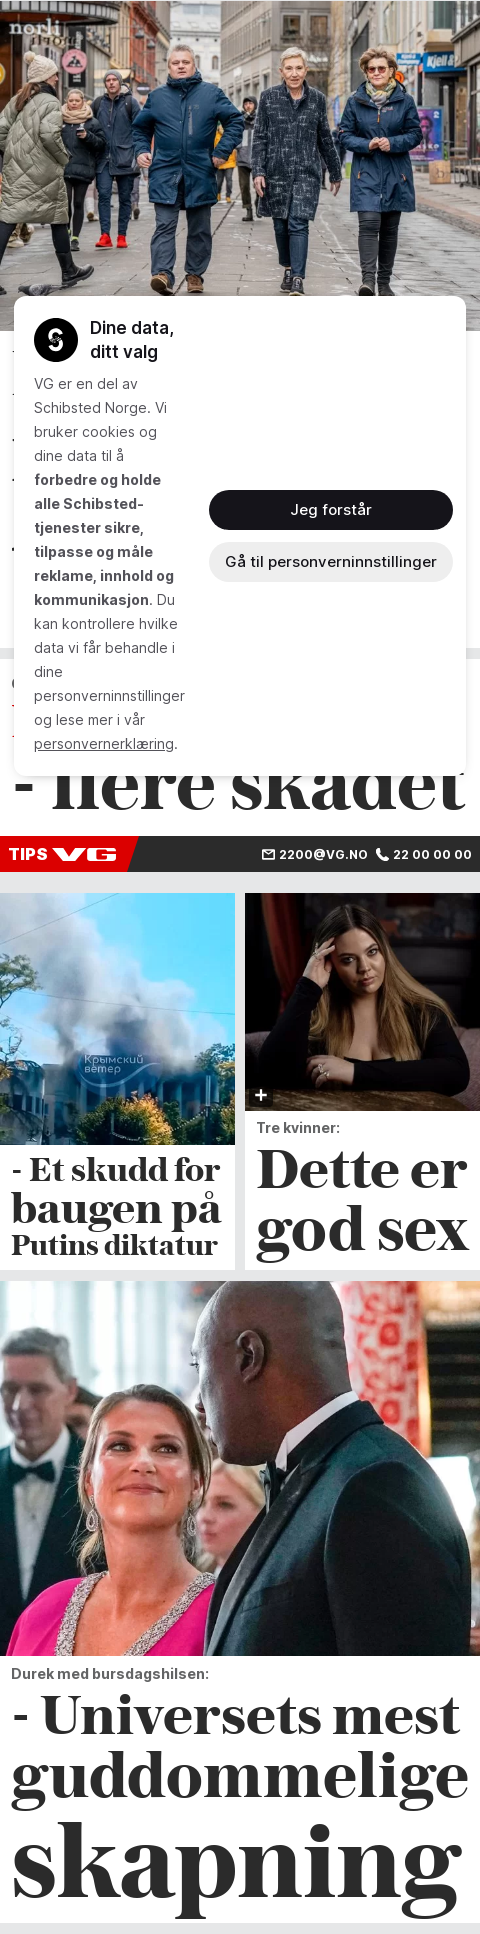 norli
Kjell
Dine data,
ditt valg
VG er en del av
Schibsted Norge. Vi
bruker cookies og
dine data til å
forbedre og holde
alle Schibsted-
tjenester sikre,
tilpasse og måle
reklame, innhold og
kommunikasjon. Du
kan kontrollere hvilke
data vi får behandle i
dine
personverninnstillinger
og lese mer i vår
personvernerklæring.
Jeg forstår
Gå til personverninnstillinger
- flere skadet
TIPS VG
2200@VG.NO 22 00 00 00
Крымский
ветер
- Et skudd for
baugen på
Putins diktatur
Tre kvinner:
Dette er
god sex
Durek med bursdagshilsen:
- Universets mest
guddommelige
skapning